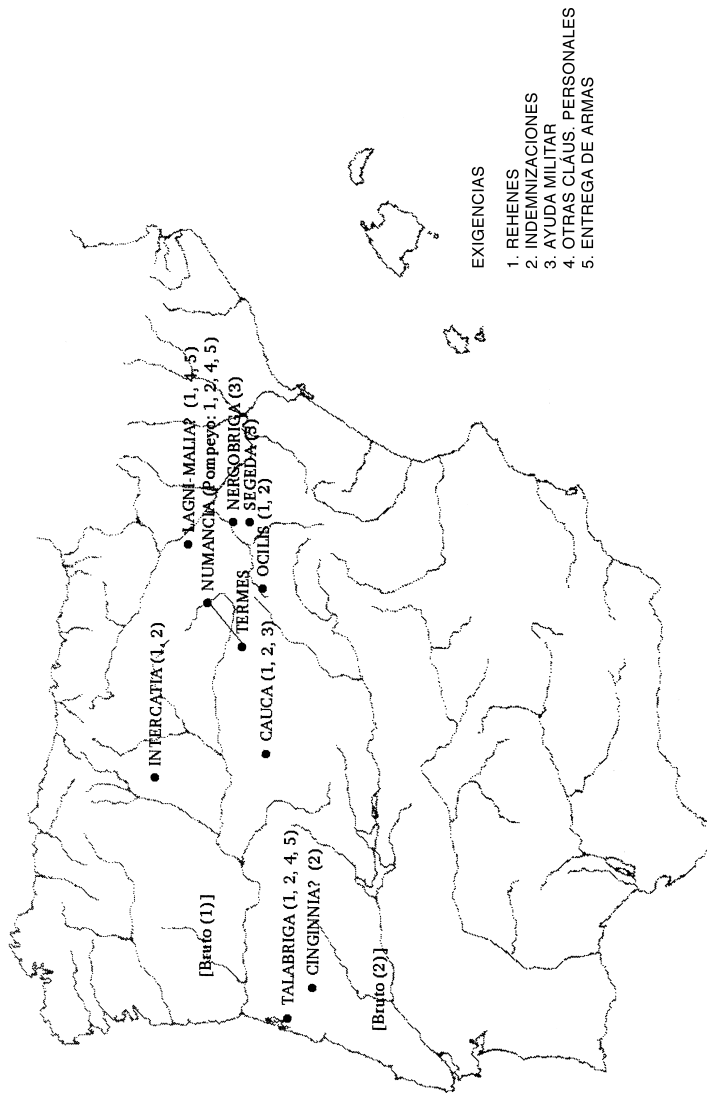 LAGNI-MALIA? (1, 4, 5)
NUMANCIA (Pompeyo: 1, 2, 4, 5)
NERGOBRIGA (3)
SEGEDA (3)
OCILIS (1, 2)
TERMES
INTERCATIA (1, 2)
CAUCA (1, 2, 3)
[Bruto (1)]
TALABRIGA (1, 2, 4, 5)
CINGINNIA? (2)
[Bruto (2)]
EXIGENCIAS
1. REHENES
2. INDEMNIZACIONES
3. AYUDA MILITAR
4. OTRAS CLÁUS. PERSONALES
5. ENTREGA DE ARMAS